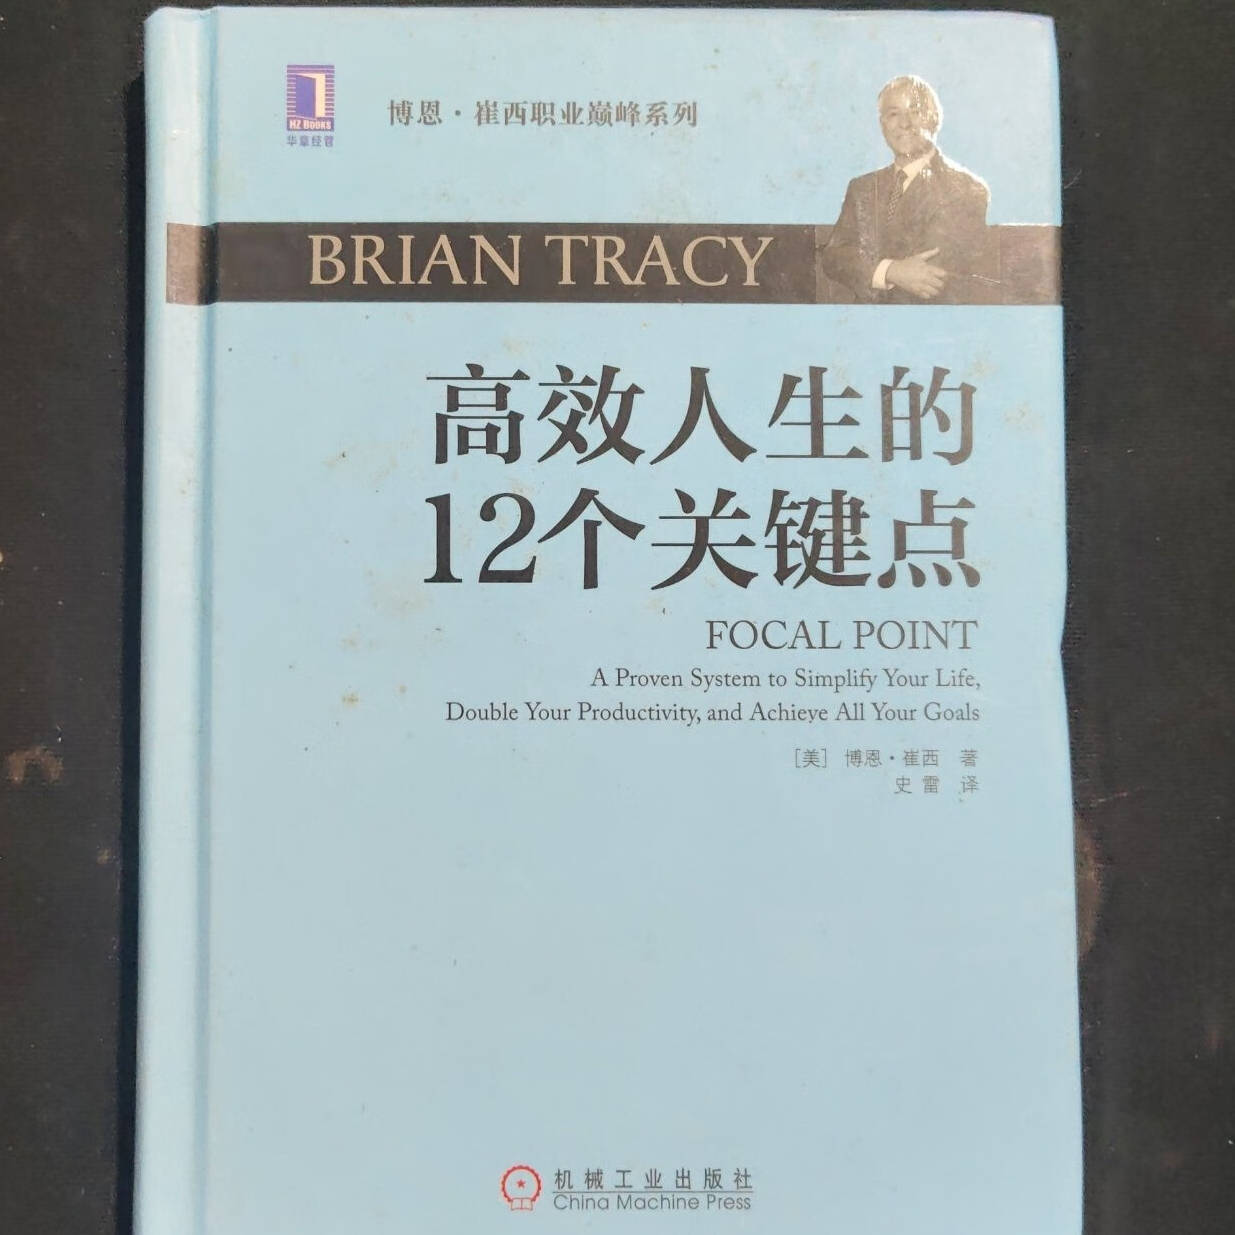 HZ BOOKS
华章经管
博恩·崔西职业巅峰系列
BRIAN TRACY
高效人生的
12个关键点
FOCAL POINT
A Proven System to Simplify Your Life,
Double Your Productivity, and Achieve All Your Goals
[美] 博恩·崔西 著
史雷 译
机械工业出版社
China Machine Press